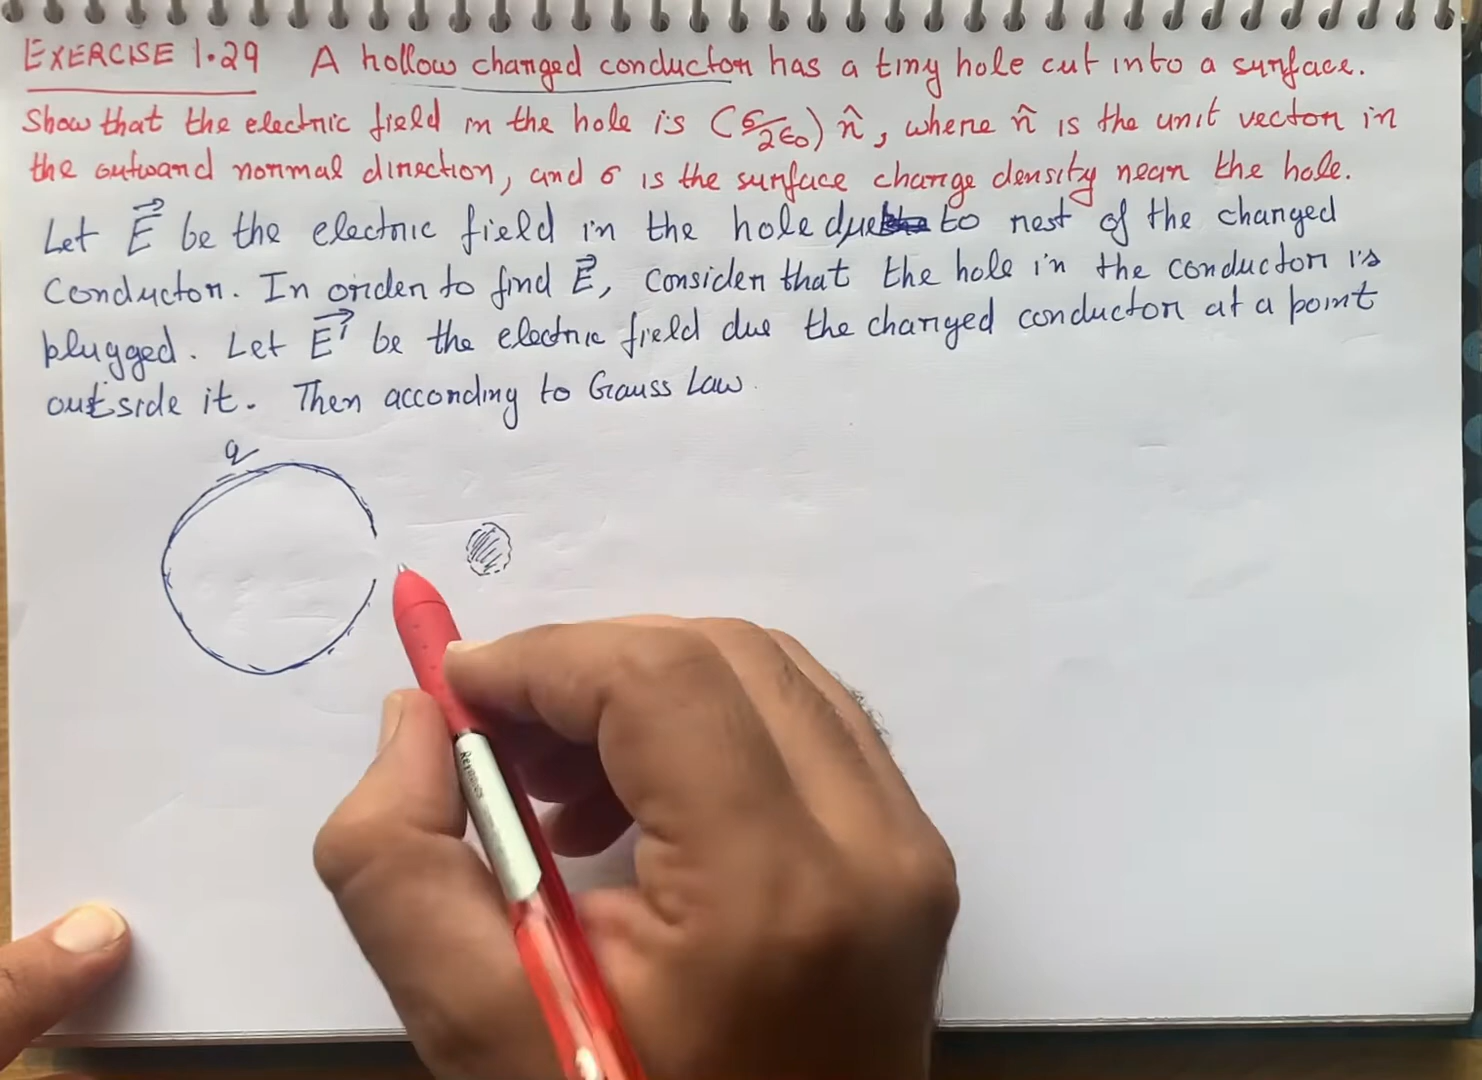 EXERCISE 1.29 A hollow charged conductor has a tiny hole cut into a surface.
Show that the electric field in the hole is (σ/2ϵ₀) n̂, where n̂ is the unit vector in
the outward normal direction, and σ is the surface charge density near the hole.
Let E⃗ be the electric field in the hole due to rest of the charged
Conductor. In order to find E⃗, Consider that the hole in the conductor is
plugged. Let E⃗' be the electric field due the charged conductor at a point
outside it. Then according to Gauss Law.
q
Reynolds